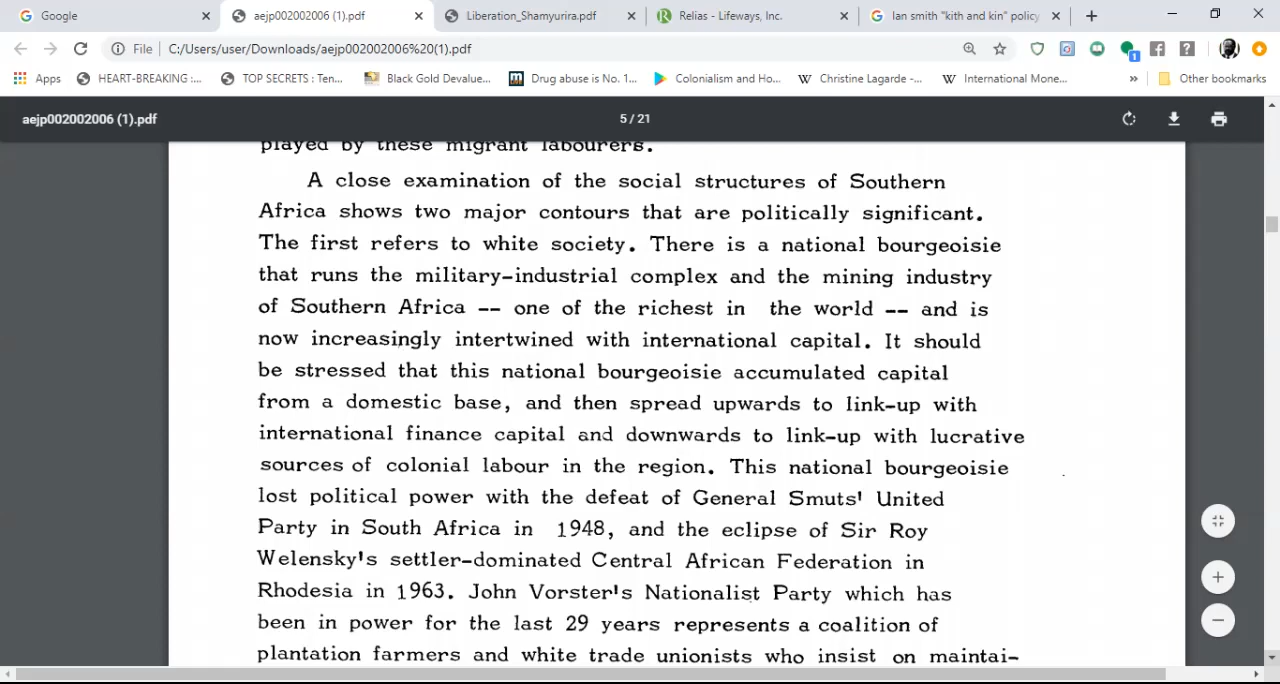 Google
aejp002002006 (1).pdf
Liberation_Shamyurira.pdf
Relias - Lifeways, Inc.
Ian smith "kith and kin" policy
File
C:/Users/user/Downloads/aejp002002006%20(1).pdf
1
Apps
HEART-BREAKING :...
TOP SECRETS : Ten...
Black Gold Devalue...
Drug abuse is No. 1...
Colonialism and Ho...
Christine Lagarde -...
International Mone...
Other bookmarks
aejp002002006 (1).pdf
5 / 21
played by these migrant labourers.
A close examination of the social structures of Southern
Africa shows two major contours that are politically significant.
The first refers to white society. There is a national bourgeoisie
that runs the military-industrial complex and the mining industry
of Southern Africa -- one of the richest in the world -- and is
now increasingly intertwined with international capital. It should
be stressed that this national bourgeoisie accumulated capital
from a domestic base, and then spread upwards to link-up with
international finance capital and downwards to link-up with lucrative
sources of colonial labour in the region. This national bourgeoisie
lost political power with the defeat of General Smuts' United
Party in South Africa in 1948, and the eclipse of Sir Roy
Welensky's settler-dominated Central African Federation in
Rhodesia in 1963. John Vorster's Nationalist Party which has
been in power for the last 29 years represents a coalition of
plantation farmers and white trade unionists who insist on maintai-